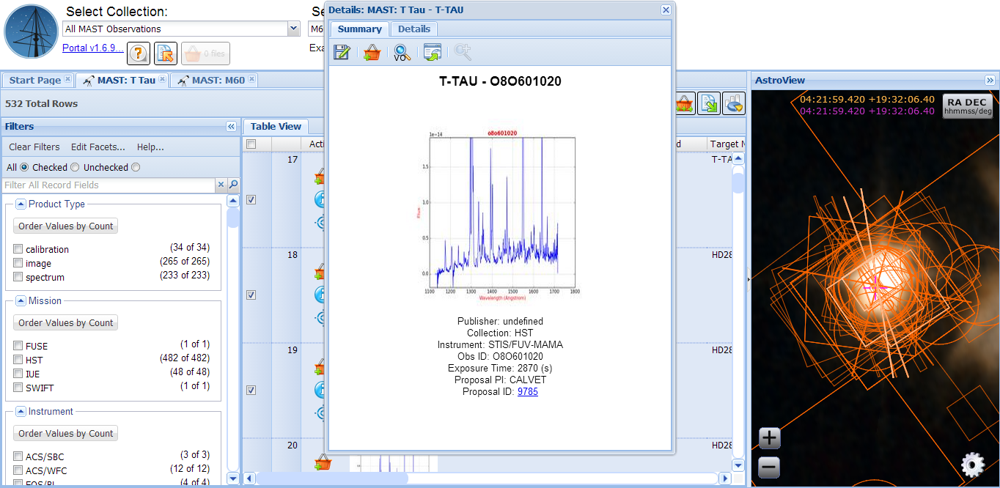 Select Collection:
All MAST Observations
Portal v1.6.9...
0 files
Start Page
MAST: T Tau
MAST: M60
532 Total Rows
Filters
Clear Filters Edit Facets... Help...
All Checked Unchecked
Filter All Record Fields
Product Type
Order Values by Count
calibration (34 of 34)
image (265 of 265)
spectrum (233 of 233)
Mission
Order Values by Count
FUSE (1 of 1)
HST (482 of 482)
IUE (48 of 48)
SWIFT (1 of 1)
Instrument
Order Values by Count
ACS/SBC (3 of 3)
ACS/WFC (12 of 12)
(4 of 4)
Se
M6
Exa
Table View
Acti
d
Target N
17
T-TA
18
HD28
19
HD28
20
HD28
Details: MAST: T Tau - T-TAU
Summary Details
VO
T-TAU - O8O601020
o8o601020
1e-14
1.5
1.0
0.5
0.0
1100 1200 1300 1400 1500 1600 1700 1800
Wavelength (Angstrom)
Publisher: undefined
Collection: HST
Instrument: STIS/FUV-MAMA
Obs ID: O8O601020
Exposure Time: 2870 (s)
Proposal PI: CALVET
Proposal ID: 9785
AstroView
04:21:59.420 +19:32:06.40
04:21:59.420 +19:32:06.40
RA DEC
hhmmss/deg